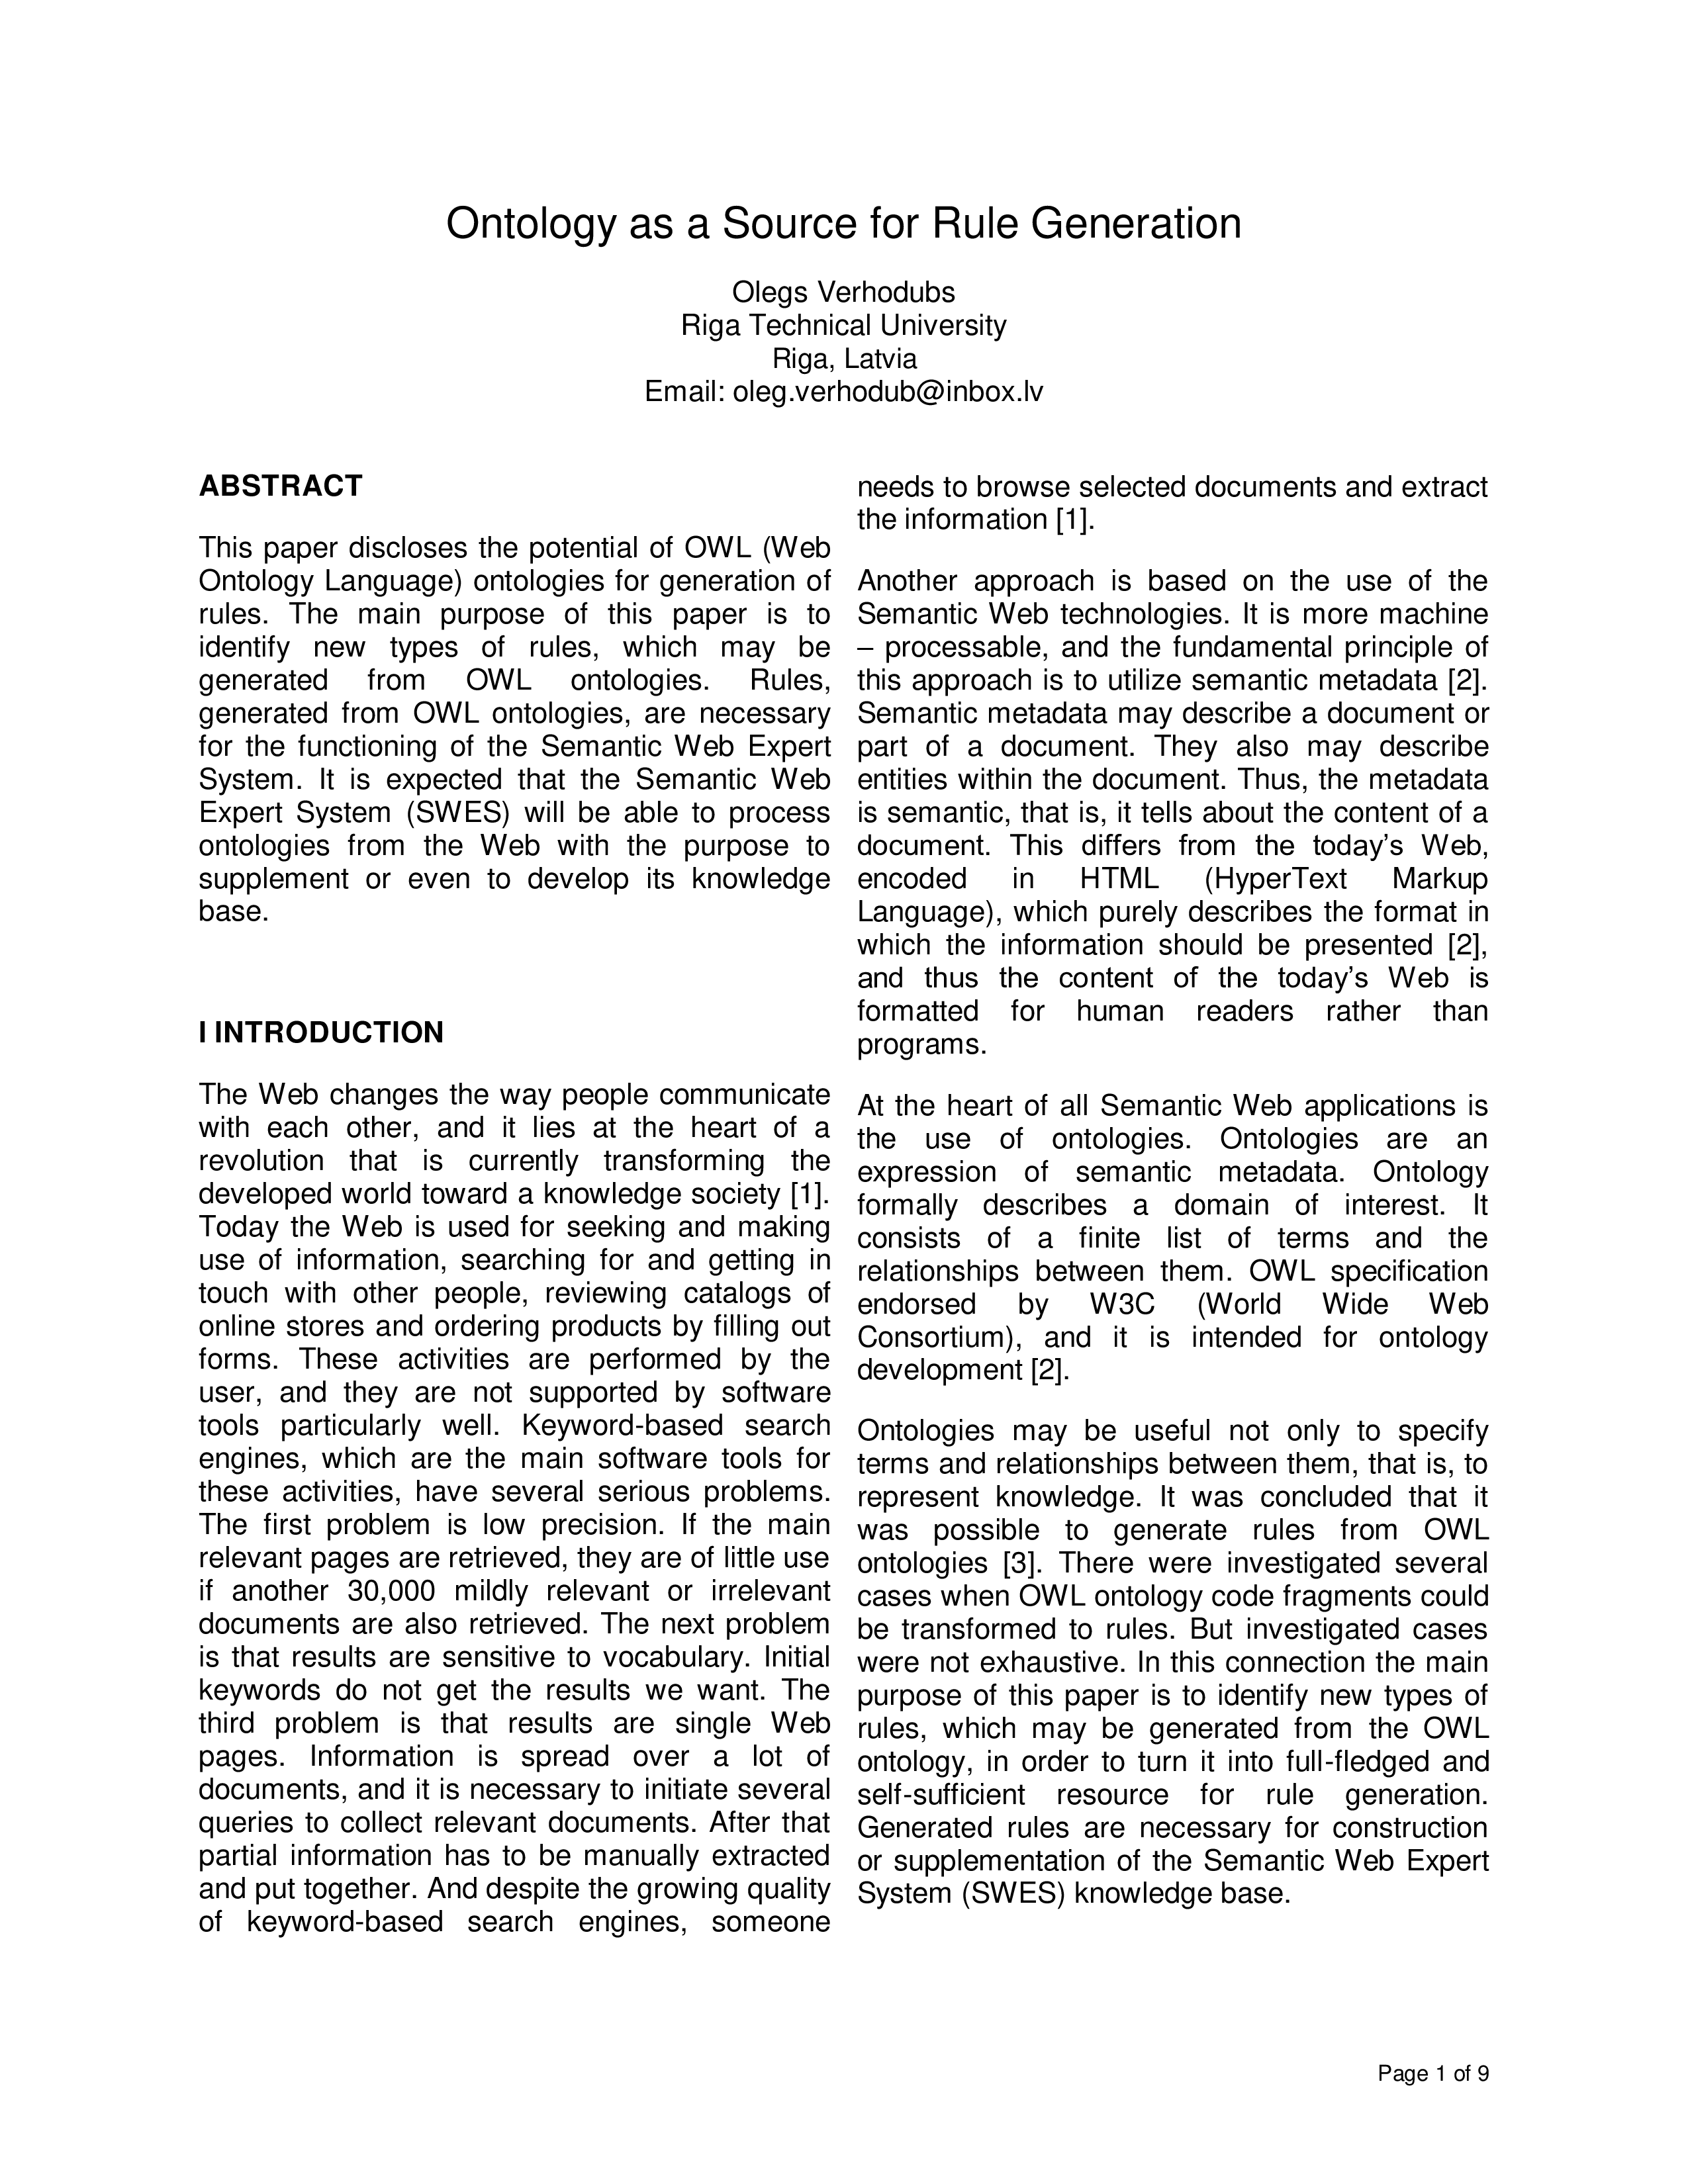 Ontology as a Source for Rule Generation
Olegs Verhodubs
Riga Technical University
Riga, Latvia
Email: oleg.verhodub@inbox.lv
ABSTRACT
This paper discloses the potential of OWL (Web
Ontology Language) ontologies for generation of
rules. The main purpose of this paper is to
identify new types of rules, which may be
generated from OWL ontologies. Rules,
generated from OWL ontologies, are necessary
for the functioning of the Semantic Web Expert
System. It is expected that the Semantic Web
Expert System (SWES) will be able to process
ontologies from the Web with the purpose to
supplement or even to develop its knowledge
base.
I INTRODUCTION
The Web changes the way people communicate
with each other, and it lies at the heart of a
revolution that is currently transforming the
developed world toward a knowledge society [1].
Today the Web is used for seeking and making
use of information, searching for and getting in
touch with other people, reviewing catalogs of
online stores and ordering products by filling out
forms. These activities are performed by the
user, and they are not supported by software
tools particularly well. Keyword-based search
engines, which are the main software tools for
these activities, have several serious problems.
The first problem is low precision. If the main
relevant pages are retrieved, they are of little use
if another 30,000 mildly relevant or irrelevant
documents are also retrieved. The next problem
is that results are sensitive to vocabulary. Initial
keywords do not get the results we want. The
third problem is that results are single Web
pages. Information is spread over a lot of
documents, and it is necessary to initiate several
queries to collect relevant documents. After that
partial information has to be manually extracted
and put together. And despite the growing quality
of keyword-based search engines, someone
needs to browse selected documents and extract
the information [1].
Another approach is based on the use of the
Semantic Web technologies. It is more machine
– processable, and the fundamental principle of
this approach is to utilize semantic metadata [2].
Semantic metadata may describe a document or
part of a document. They also may describe
entities within the document. Thus, the metadata
is semantic, that is, it tells about the content of a
document. This differs from the today’s Web,
encoded in HTML (HyperText Markup
Language), which purely describes the format in
which the information should be presented [2],
and thus the content of the today’s Web is
formatted for human readers rather than
programs.
At the heart of all Semantic Web applications is
the use of ontologies. Ontologies are an
expression of semantic metadata. Ontology
formally describes a domain of interest. It
consists of a finite list of terms and the
relationships between them. OWL specification
endorsed by W3C (World Wide Web
Consortium), and it is intended for ontology
development [2].
Ontologies may be useful not only to specify
terms and relationships between them, that is, to
represent knowledge. It was concluded that it
was possible to generate rules from OWL
ontologies [3]. There were investigated several
cases when OWL ontology code fragments could
be transformed to rules. But investigated cases
were not exhaustive. In this connection the main
purpose of this paper is to identify new types of
rules, which may be generated from the OWL
ontology, in order to turn it into full-fledged and
self-sufficient resource for rule generation.
Generated rules are necessary for construction
or supplementation of the Semantic Web Expert
System (SWES) knowledge base.
Page 1 of 9